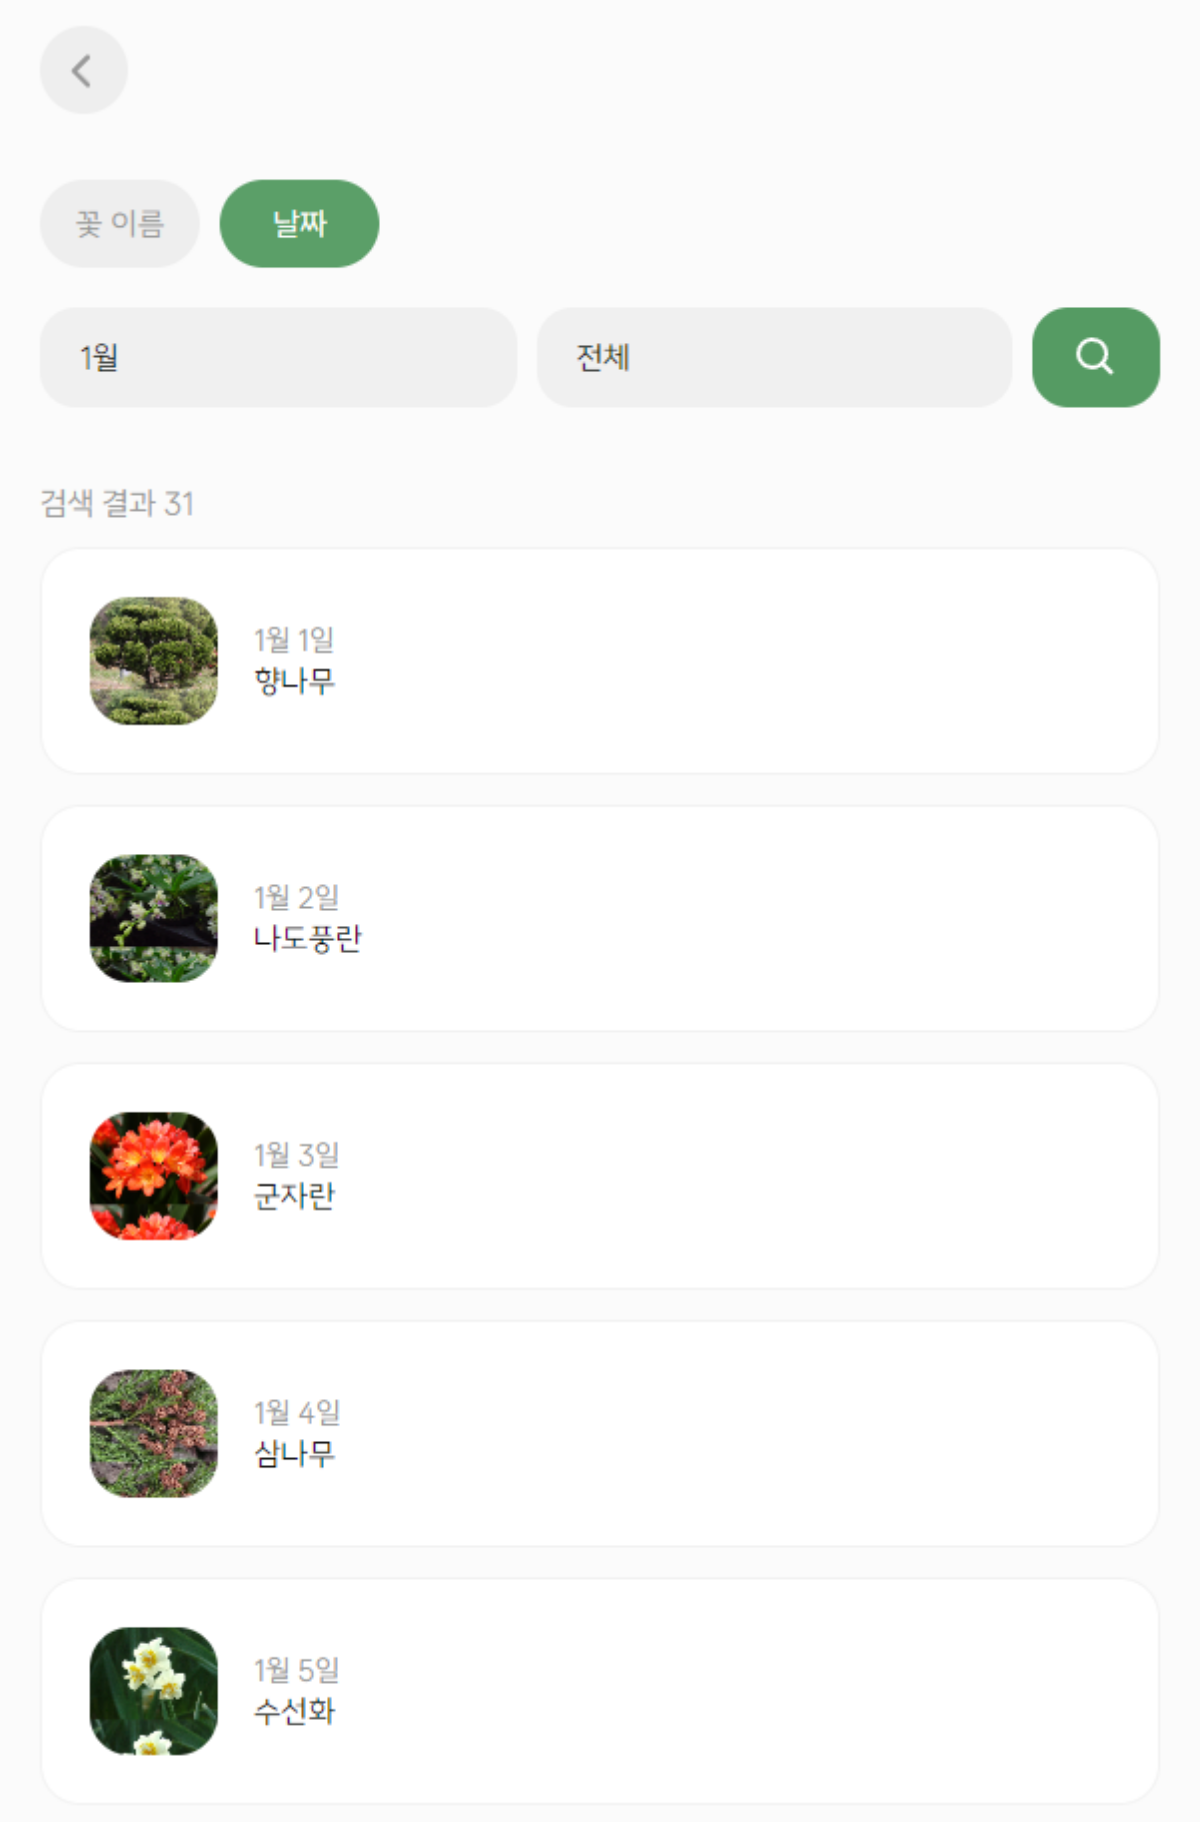 꽃 이름 날짜
1월 전체
검색 결과 31
1월 1일
향나무
1월 2일
나도풍란
1월 3일
군자란
1월 4일
삼나무
1월 5일
수선화